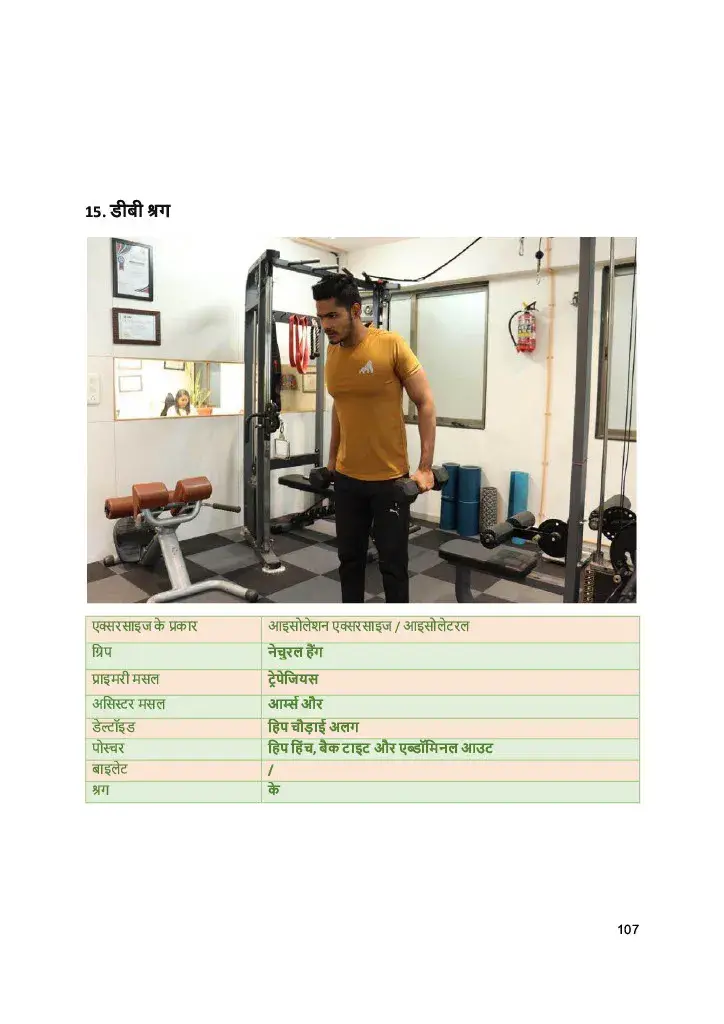 15. डीबी श्रग
एक्सरसाइज के प्रकार आइसोलेशन एक्सरसाइज / आइसोलेटरल
ग्रिप नेचुरल हैंग
प्राइमरी मसल ट्रेपेजियस
असिस्टर मसल आर्म्स और
डेल्टॉइड हिप चौड़ाई अलग
पोस्चर हिप हिंच, बैक टाइट और एब्डॉमिनल आउट
बाइलेट /
श्रग के
107